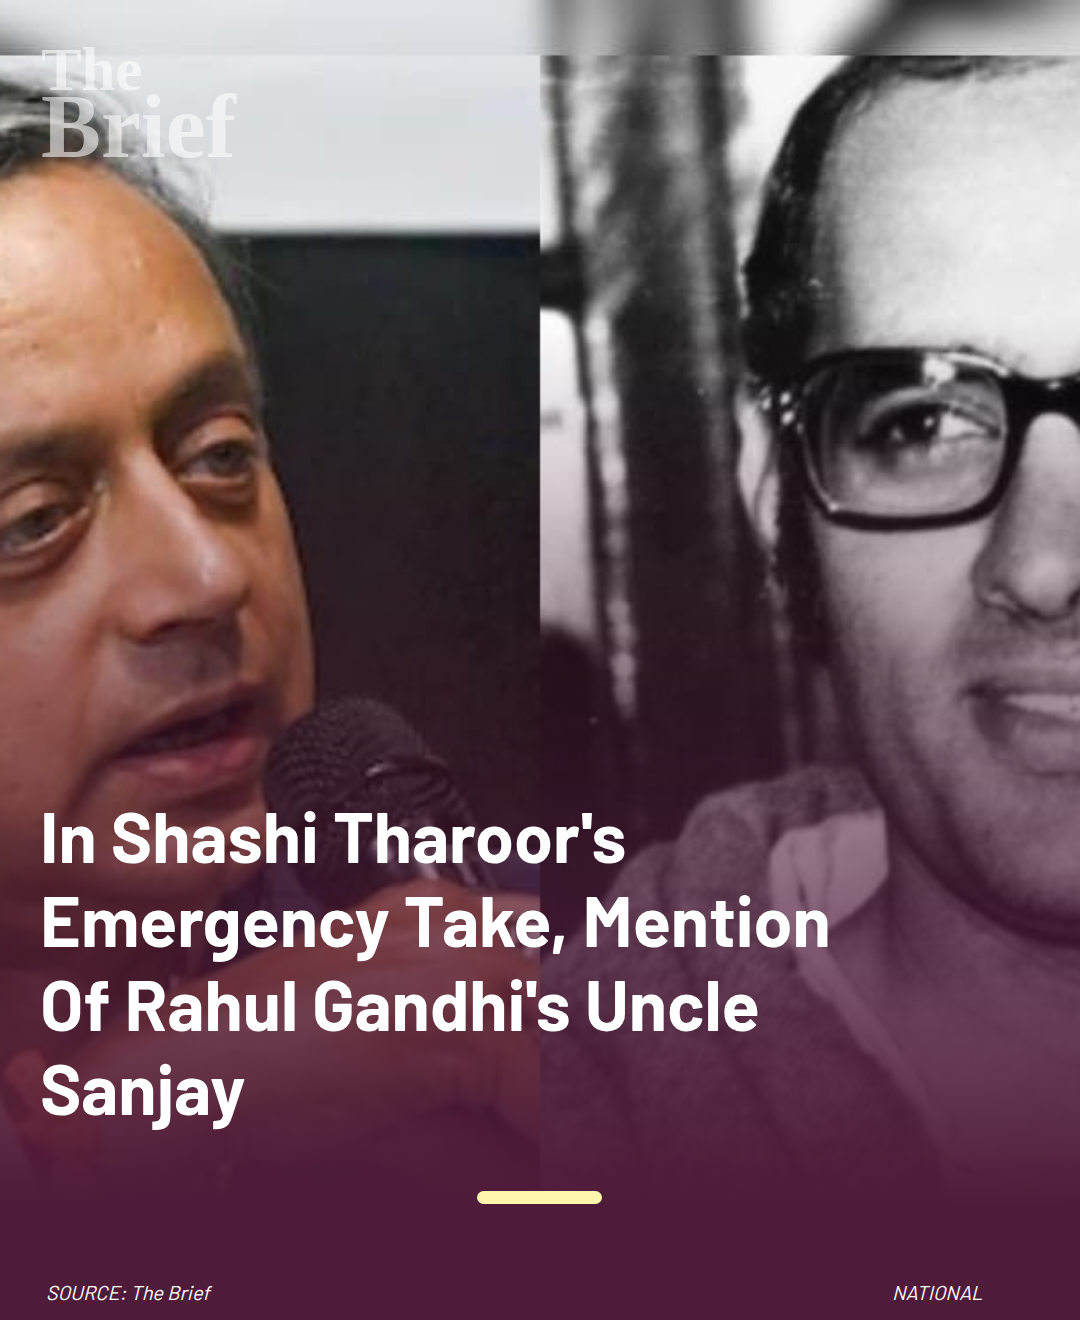 The
Brief
In Shashi Tharoor's
Emergency Take, Mention
Of Rahul Gandhi's Uncle
Sanjay
SOURCE: The Brief
NATIONAL